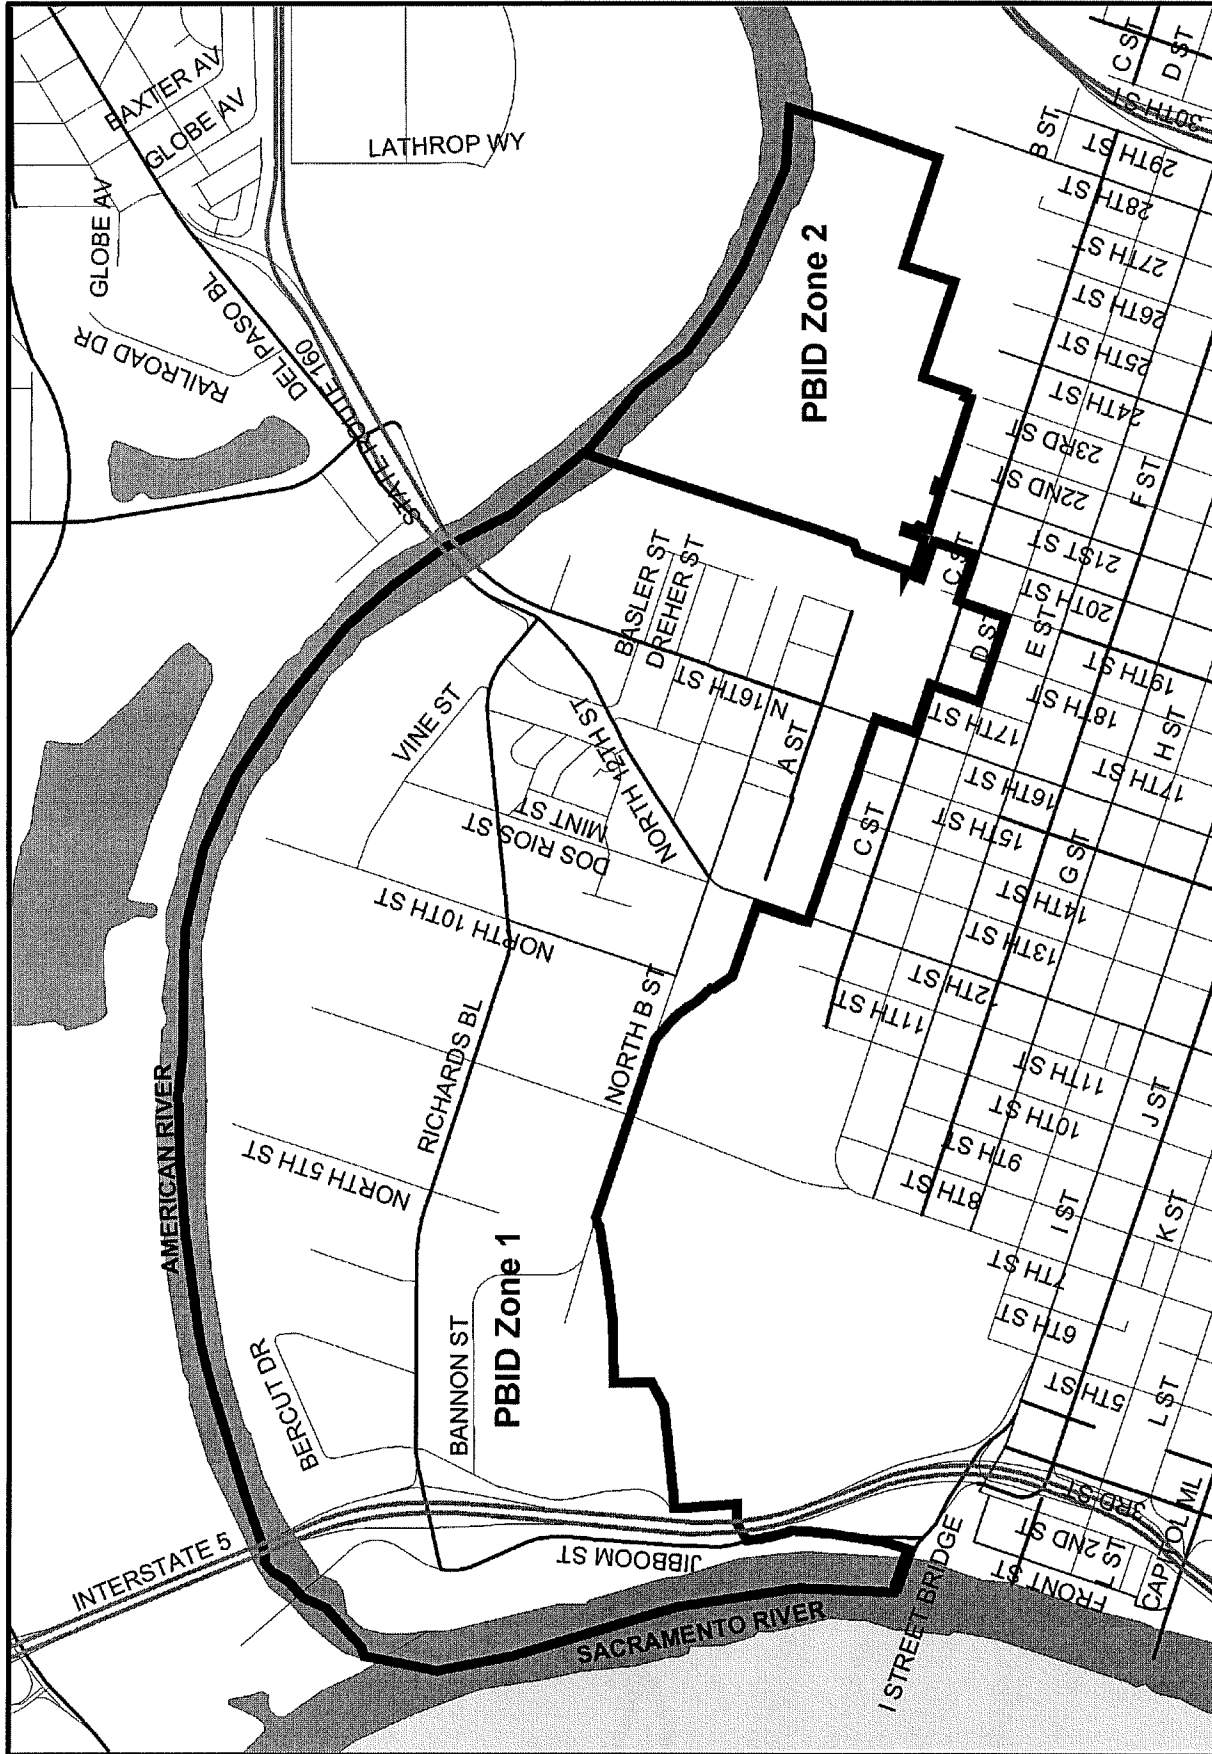 BAXTER AV
GLOBE AV
GLOBE AV
LATHROP WY
RAILROAD DR
DEL PASO BL
STATE ROUTE 160
C ST
D ST
30TH ST
B ST
29TH ST
28TH ST
27TH ST
26TH ST
25TH ST
24TH ST
23RD ST
22ND ST
21ST ST
20TH ST
19TH ST
18TH ST
17TH ST
F ST
H ST
PBID Zone 2
C ST
D ST
E ST
BASLER ST
DREHER ST
N 16TH ST
A ST
VINE ST
NORTH 12TH ST
MINT ST
DOS RIOS ST
NORTH 10TH ST
17TH ST
16TH ST
15TH ST
14TH ST
13TH ST
12TH ST
11TH ST
C ST
G ST
RICHARDS BL
NORTH B ST
AMERICAN RIVER
NORTH 5TH ST
11TH ST
10TH ST
9TH ST
8TH ST
7TH ST
6TH ST
5TH ST
I ST
J ST
K ST
L ST
BERCUT DR
BANNON ST
PBID Zone 1
INTERSTATE 5
JIBBOOM ST
SACRAMENTO RIVER
I STREET BRIDGE
3RD ST
2ND ST
FRONT ST
CAPITOL ML